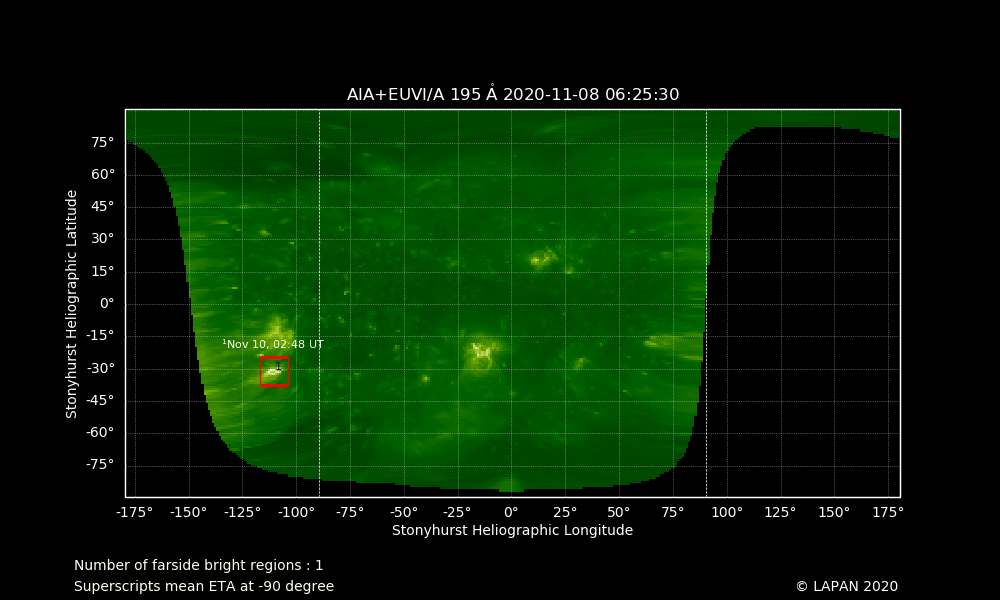 AIA+EUVI/A 195 Å 2020-11-08 06:25:30
Stonyhurst Heliographic Latitude
75°
60°
45°
30°
15°
0°
-15°
-30°
-45°
-60°
-75°
¹Nov 10, 02:48 UT
1
-175° -150° -125° -100° -75° -50° -25° 0° 25° 50° 75° 100° 125° 150° 175°
Stonyhurst Heliographic Longitude
Number of farside bright regions : 1
Superscripts mean ETA at -90 degree
© LAPAN 2020